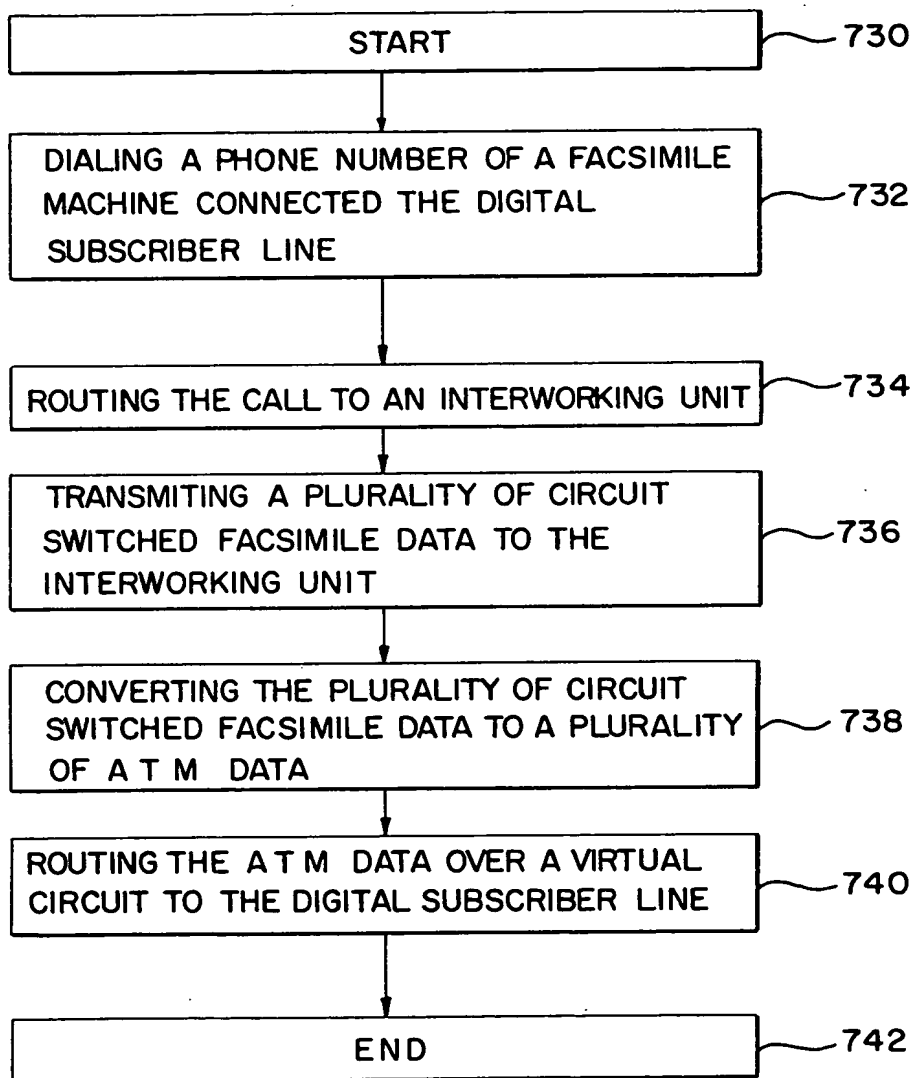 START
730
DIALING A PHONE NUMBER OF A FACSIMILE
MACHINE CONNECTED THE DIGITAL
SUBSCRIBER LINE
732
ROUTING THE CALL TO AN INTERWORKING UNIT
734
TRANSMITING A PLURALITY OF CIRCUIT
SWITCHED FACSIMILE DATA TO THE
INTERWORKING UNIT
736
CONVERTING THE PLURALITY OF CIRCUIT
SWITCHED FACSIMILE DATA TO A PLURALITY
OF A T M DATA
738
ROUTING THE A T M DATA OVER A VIRTUAL
CIRCUIT TO THE DIGITAL SUBSCRIBER LINE
740
END
742